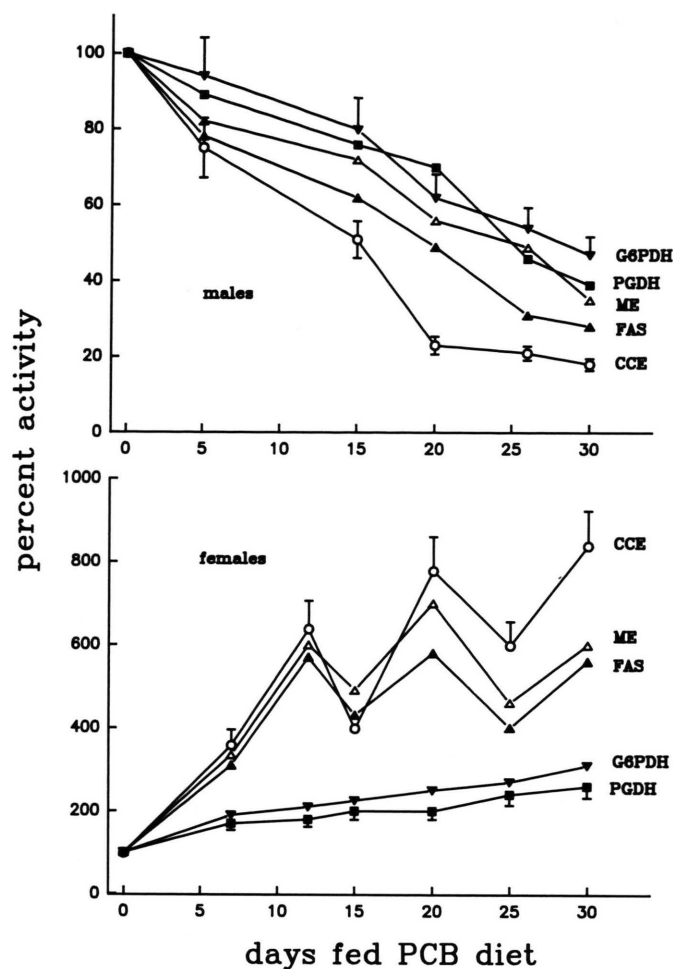 100
80
60
40
20
0
males
G6PDH
PGDH
ME
FAS
CCE
0 5 10 15 20 25 30
percent activity
1000
800
600
400
200
0
females
CCE
ME
FAS
G6PDH
PGDH
0 5 10 15 20 25 30
days fed PCB diet